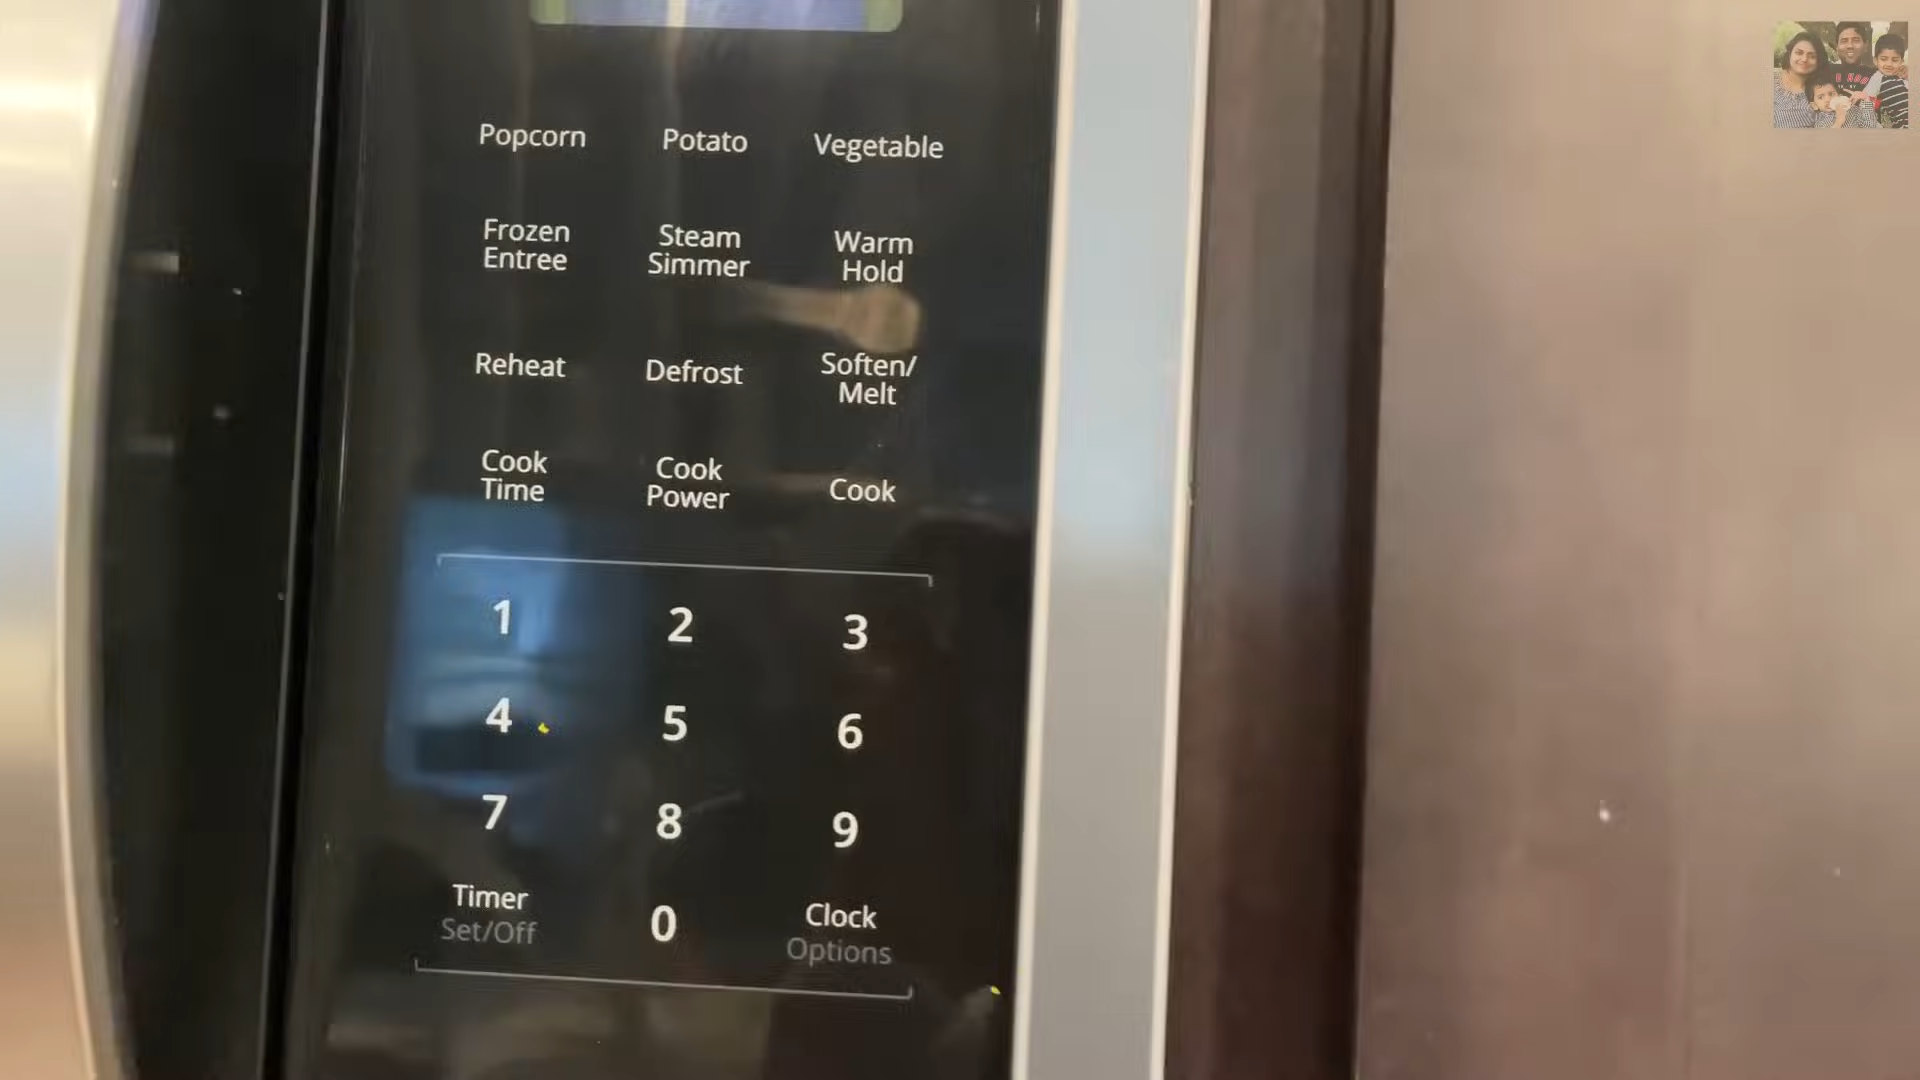 Popcorn Potato Vegetable
Frozen Entree
Steam Simmer
Warm Hold
Reheat Defrost Soften/ Melt
Cook Time
Cook Power
Cook
1 2 3
4 5 6
7 8 9
Timer 0 Clock
Set/Off Options